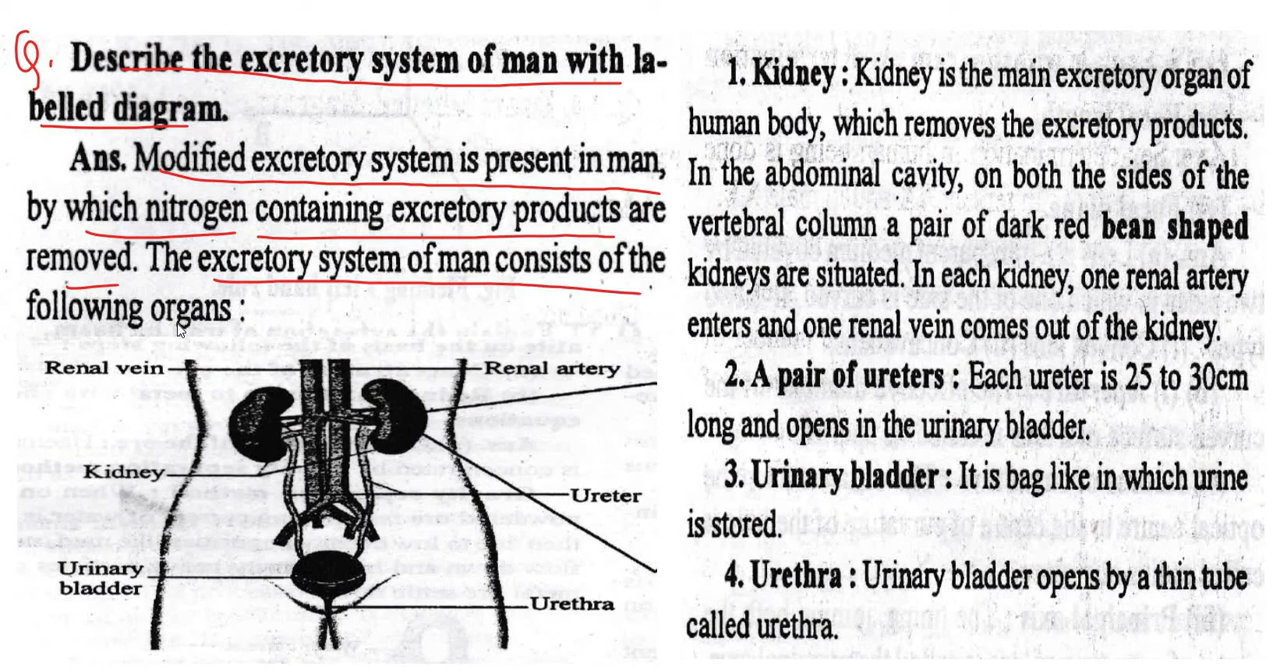 Q. Describe the excretory system of man with la-
belled diagram.
Ans. Modified excretory system is present in man,
by which nitrogen containing excretory products are
removed. The excretory system of man consists of the
following organs.
Renal vein
Renal artery
Kidney
Ureter
Urinary
bladder
Urethra
1. Kidney : Kidney is the main excretory organ of
human body, which removes the excretory products.
In the abdominal cavity, on both the sides of the
vertebral column a pair of dark red bean shaped
kidneys are situated. In each kidney, one renal artery
enters and one renal vein comes out of the kidney.
2. A pair of ureters : Each ureter is 25 to 30cm
long and opens in the urinary bladder.
3. Urinary bladder : It is bag like in which urine
is stored.
4. Urethra : Urinary bladder opens by a thin tube
called urethra.